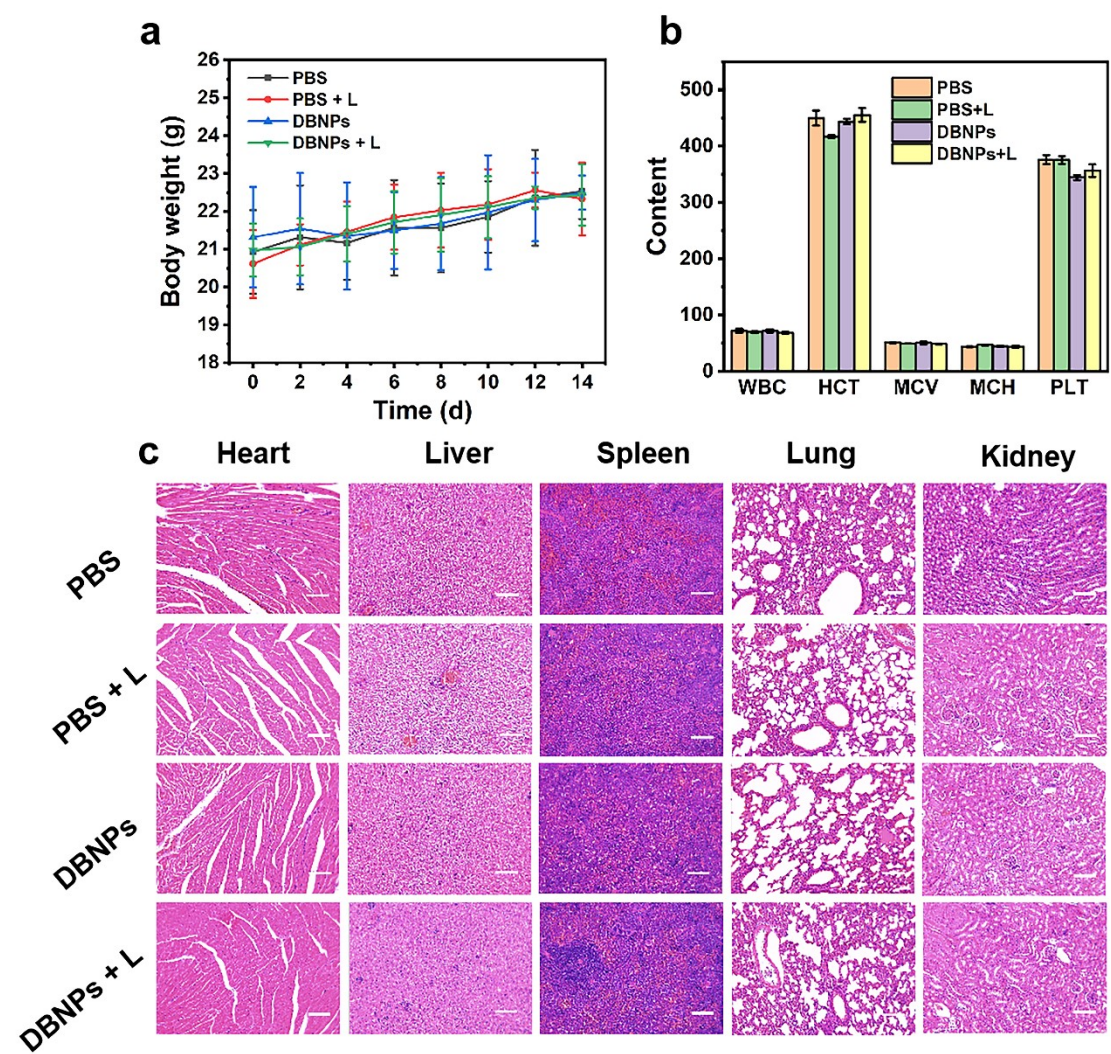 a
26
25
24
23
22
21
20
19
18
Body weight (g)
PBS
PBS + L
DBNPs
DBNPs + L
0 2 4 6 8 10 12 14
Time (d)
b
500
400
300
200
100
0
Content
PBS
PBS+L
DBNPs
DBNPs+L
WBC HCT MCV MCH PLT
c
Heart Liver Spleen Lung Kidney
PBS
PBS + L
DBNPs
DBNPs + L